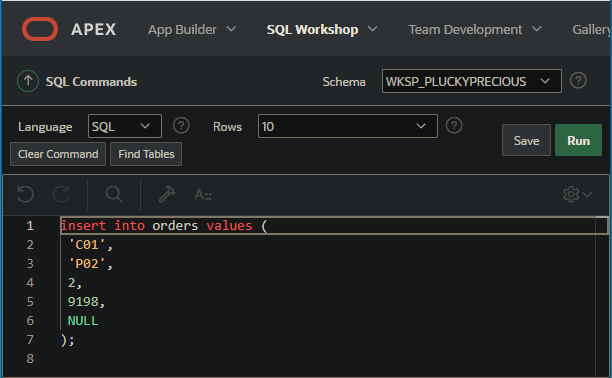 APEX App Builder SQL Workshop Team Development Gallery
SQL Commands Schema WKSP_PLUCKYPRECIOUS ?
Language SQL ? Rows 10 ?
Clear Command Find Tables Save Run
A::
1 insert into orders values (
2 'C01',
3 'P02',
4 2,
5 9198,
6 NULL
7 );
8